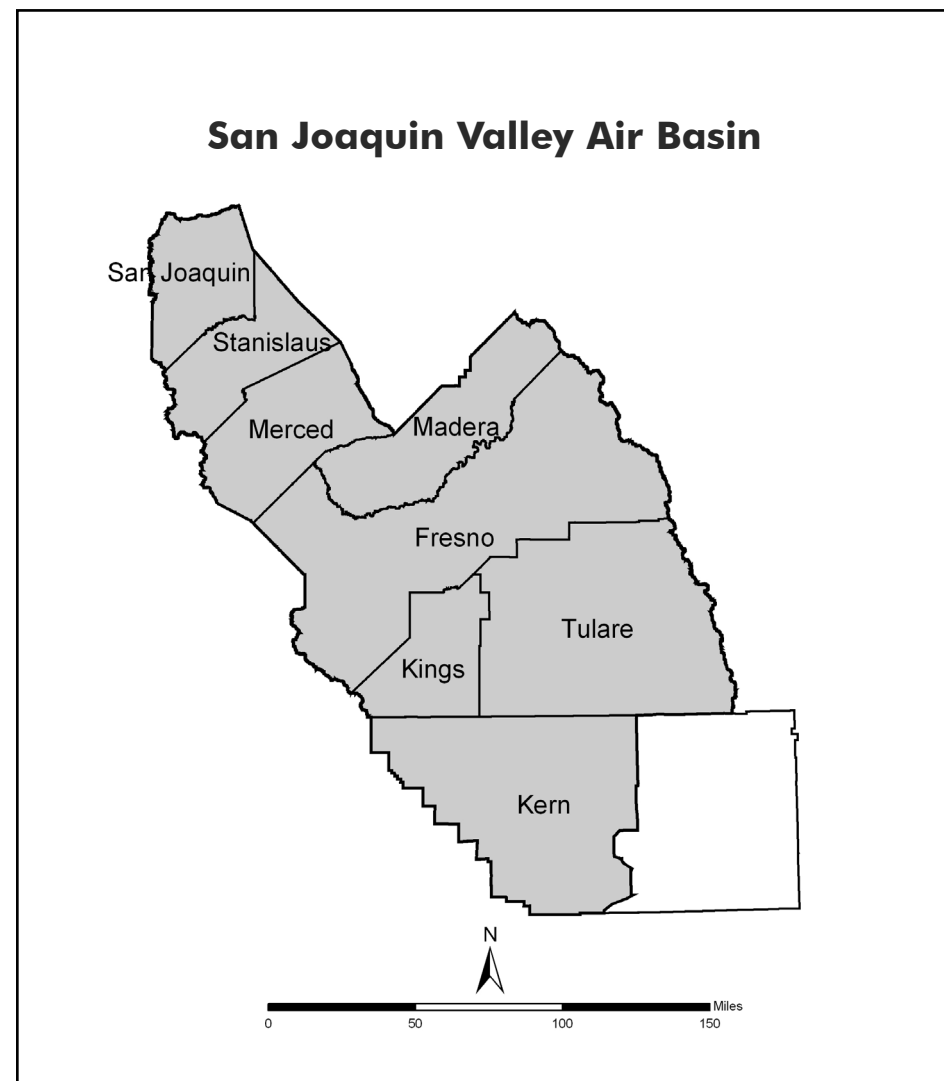 San Joaquin Valley Air Basin
San Joaquin
Stanislaus
Merced
Madera
Fresno
Tulare
Kings
Kern
N
Miles
0 50 100 150